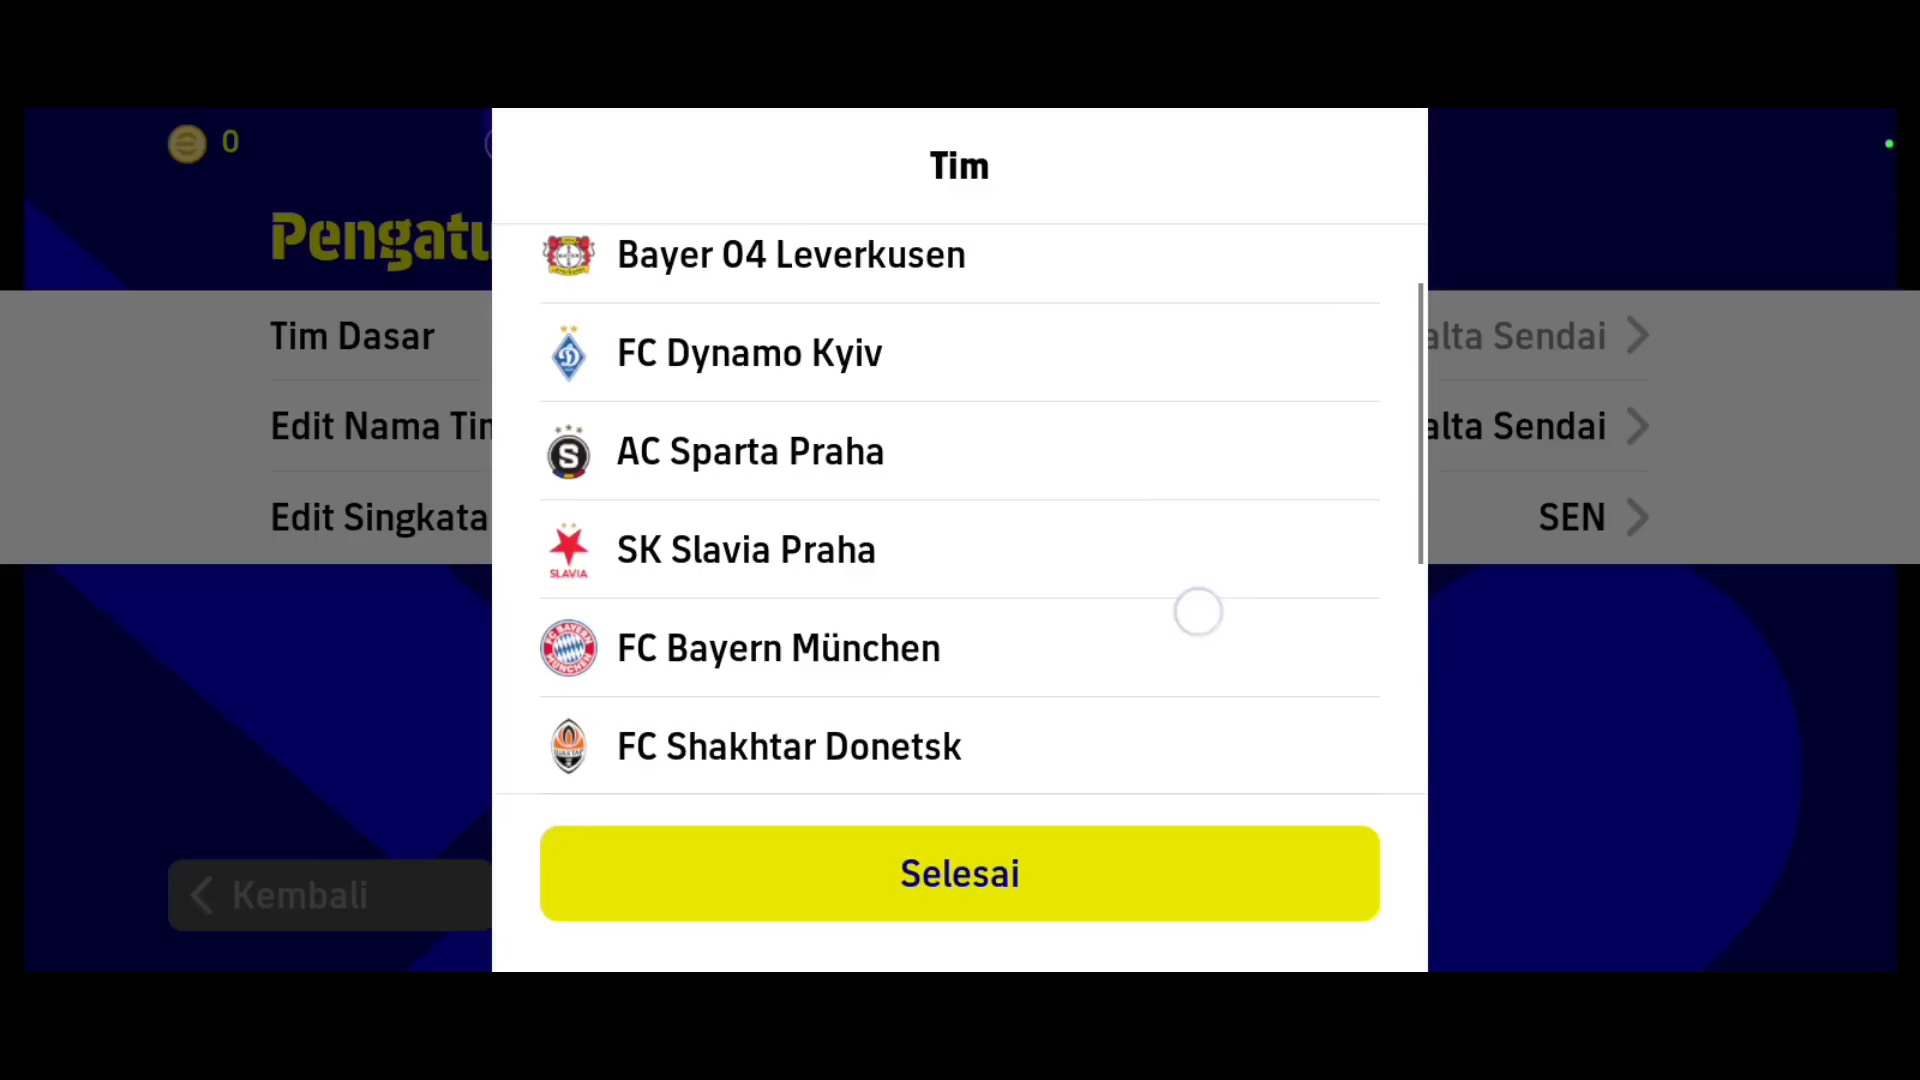 0
Tim
Pengatu
Bayer 04 Leverkusen
Tim Dasar
alta Sendai
FC Dynamo Kyiv
Edit Nama Tim
alta Sendai
AC Sparta Praha
Edit Singkata
SEN
SK Slavia Praha
SLAVIA
FC Bayern München
FC Shakhtar Donetsk
Selesai
Kembali